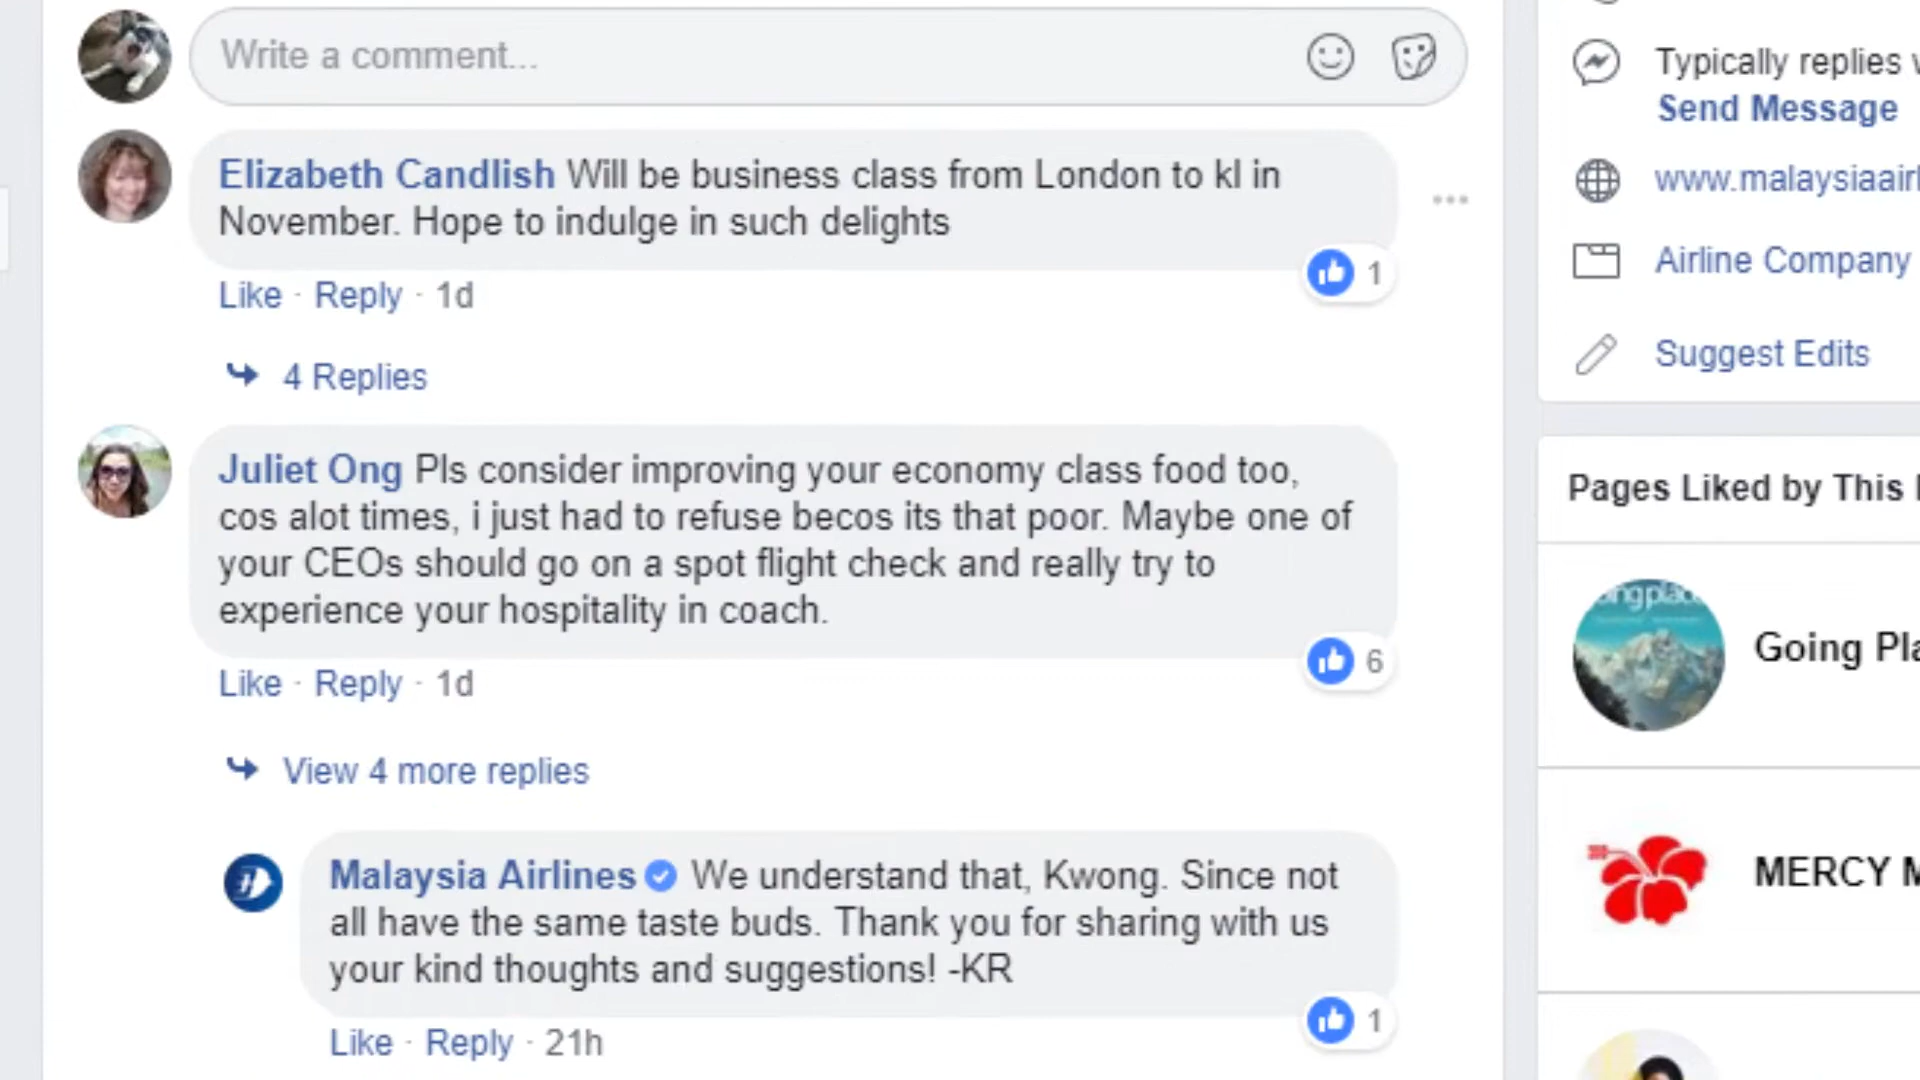 Write a comment...
Elizabeth Candlish Will be business class from London to kl in
November. Hope to indulge in such delights
1
Like · Reply · 1d
4 Replies
Juliet Ong Pls consider improving your economy class food too,
cos alot times, i just had to refuse becos its that poor. Maybe one of
your CEOs should go on a spot flight check and really try to
experience your hospitality in coach.
6
Like · Reply · 1d
View 4 more replies
Malaysia Airlines We understand that, Kwong. Since not
all have the same taste buds. Thank you for sharing with us
your kind thoughts and suggestions! -KR
1
Like · Reply · 21h
Typically replies
Send Message
www.malaysiaairl
Airline Company
Suggest Edits
Pages Liked by This
Going Pla
MERCY